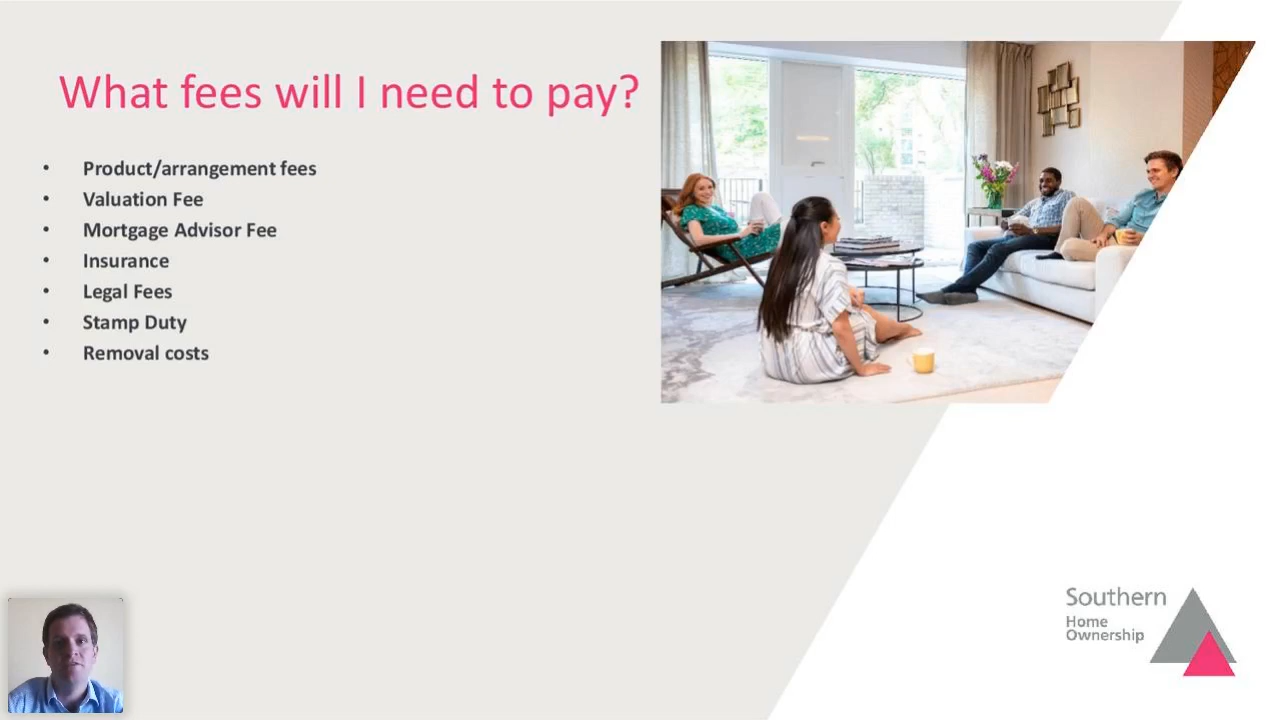 What fees will I need to pay?
• Product/arrangement fees
• Valuation Fee
• Mortgage Advisor Fee
• Insurance
• Legal Fees
• Stamp Duty
• Removal costs
Southern
Home
Ownership